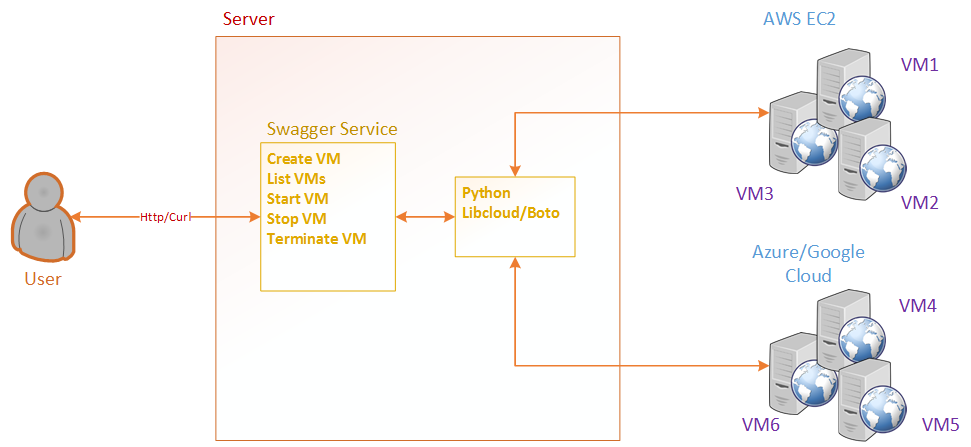 Server
AWS EC2
VM1
VM3
VM2
Swagger Service
Create VM
List VMs
Start VM
Stop VM
Terminate VM
Python
Libcloud/Boto
Http/Curl
User
Azure/Google
Cloud
VM4
VM6
VM5